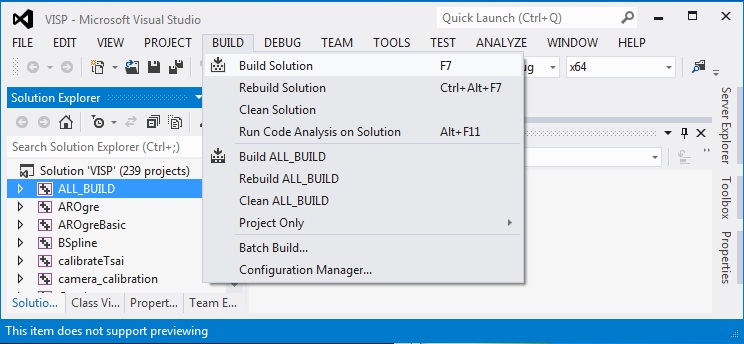 VISP - Microsoft Visual Studio
Quick Launch (Ctrl+Q)
FILE EDIT VIEW PROJECT BUILD DEBUG TEAM TOOLS TEST ANALYZE WINDOW HELP
x64
Build Solution F7
Rebuild Solution Ctrl+Alt+F7
Clean Solution
Run Code Analysis on Solution Alt+F11
Build ALL_BUILD
Rebuild ALL_BUILD
Clean ALL_BUILD
Project Only
Batch Build...
Configuration Manager...
Solution Explorer
Search Solution Explorer (Ctrl+;)
Solution 'VISP' (239 projects)
ALL_BUILD
AROgre
AROgreBasic
BSpline
calibrateTsai
camera_calibration
Solutio... Class Vi... Propert... Team E...
Server Explorer
Toolbox
Properties
This item does not support previewing